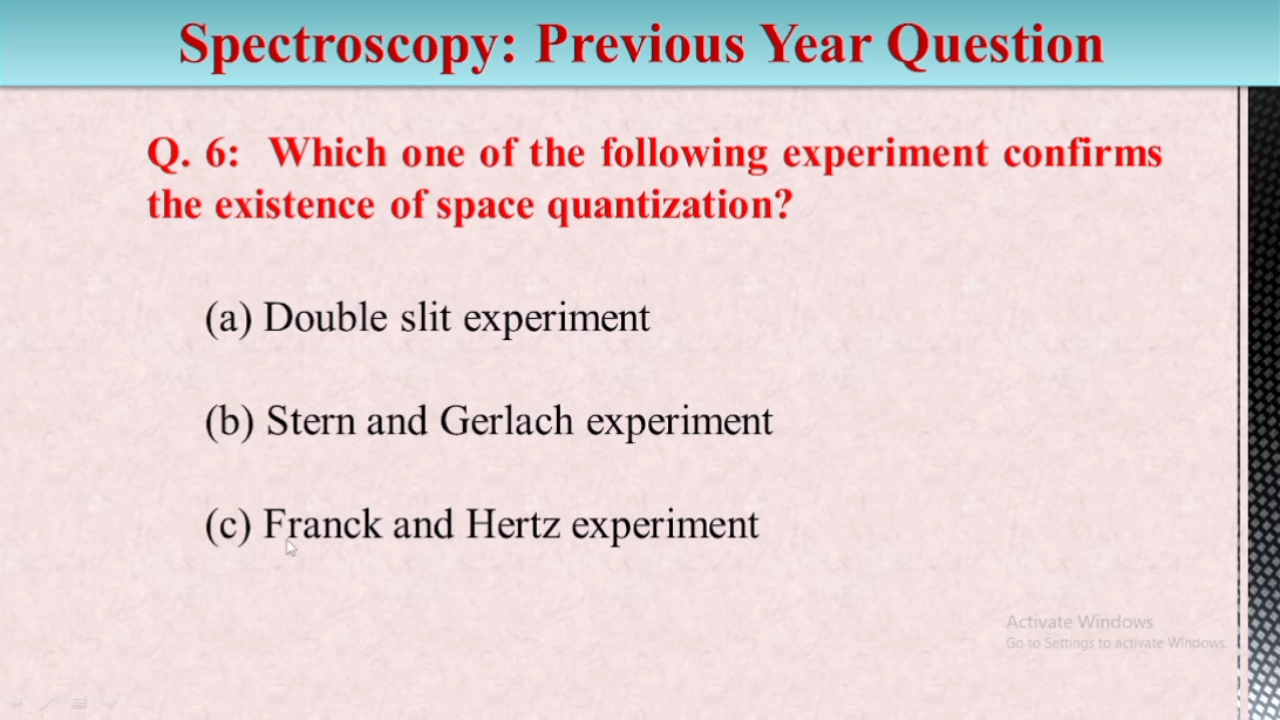 Spectroscopy: Previous Year Question
Q. 6: Which one of the following experiment confirms
the existence of space quantization?
(a) Double slit experiment
(b) Stern and Gerlach experiment
(c) Franck and Hertz experiment
Activate Windows
Go to Settings to activate Windows.